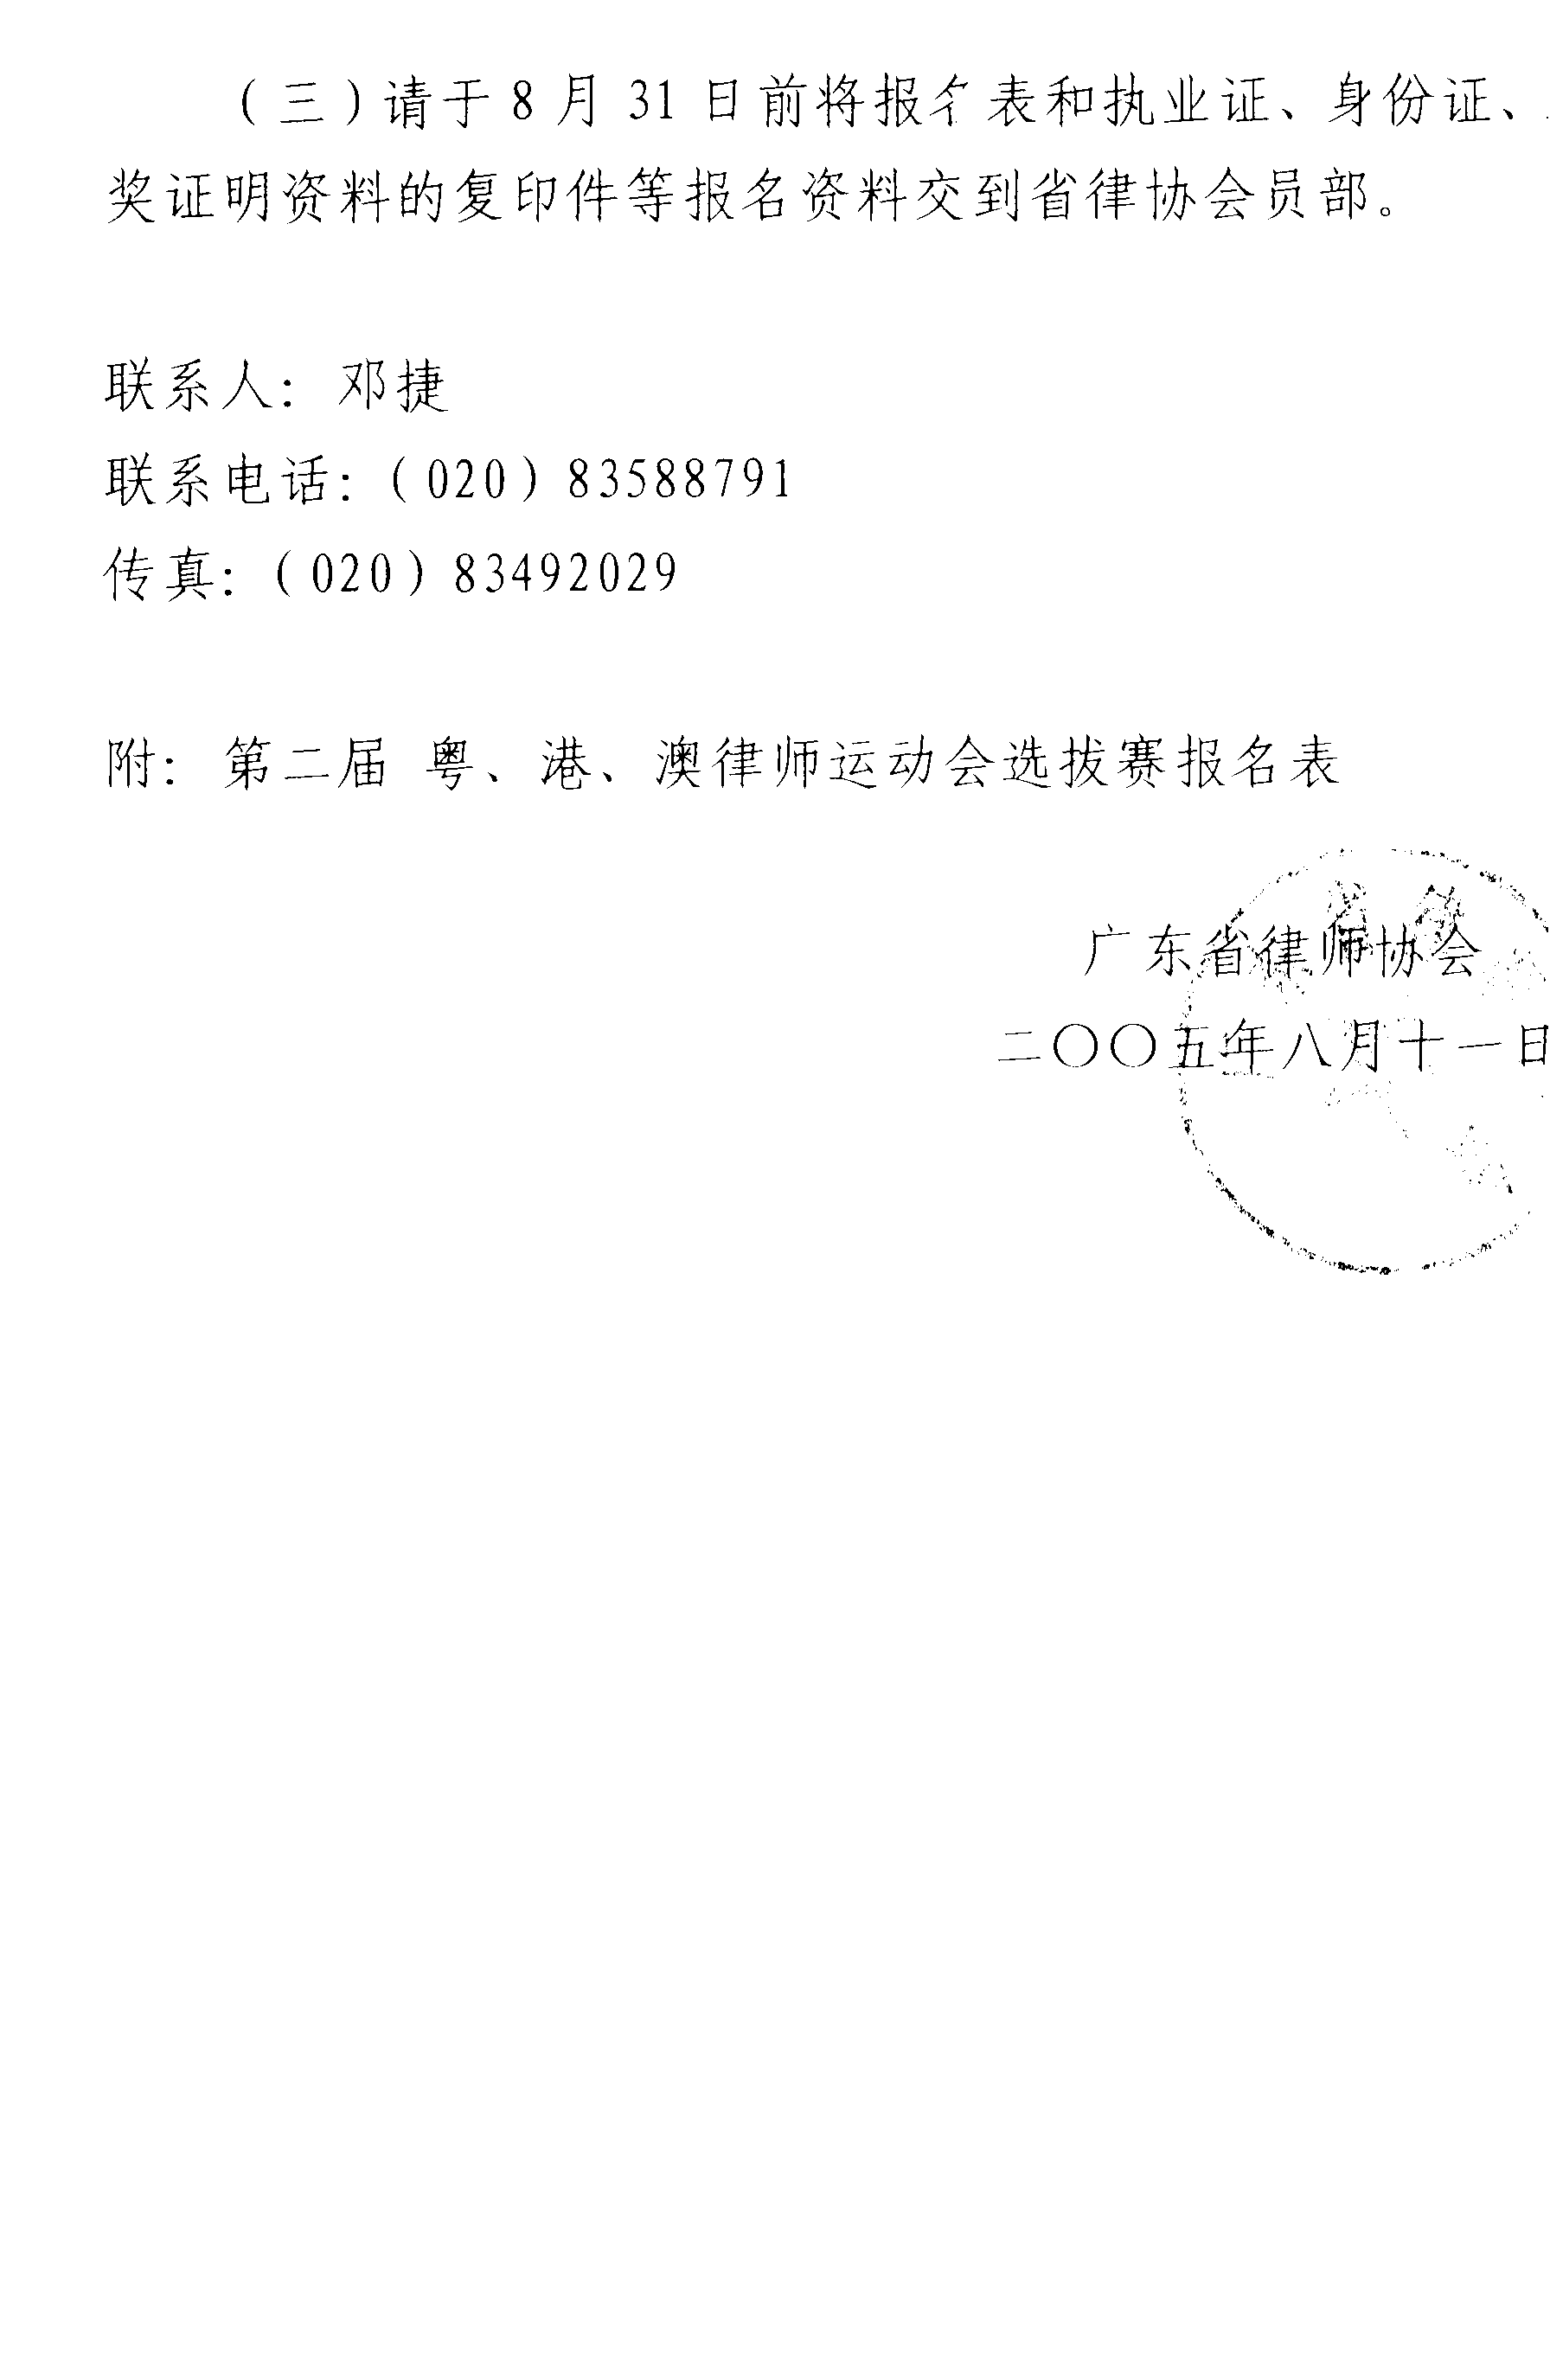 （三）请于 8 月 31 日前将报名表和执业证、身份证、
奖证明资料的复印件等报名资料交到省律协会员部。
联系人：邓捷
联系电话：（020）83588791
传真：（020）83492029
附：第二届 粤、港、澳律师运动会选拔赛报名表
广东省律师协会
二〇〇五年八月十一日